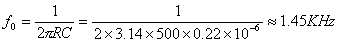 f₀ = 1/(2πRC) = 1/(2×3.14×500×0.22×10⁻⁶) ≈ 1.45KHz